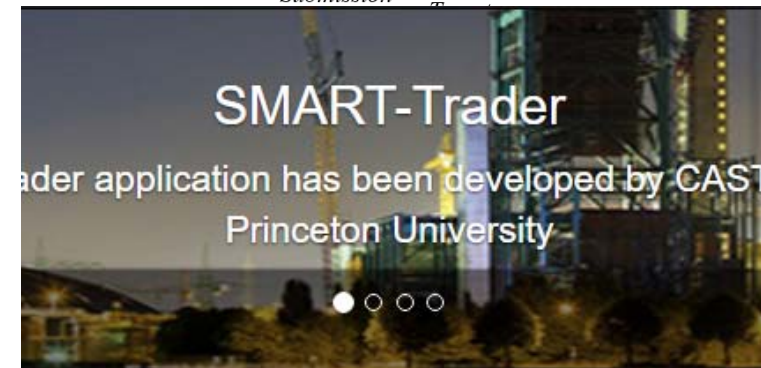 SMART-Trader
ader application has been developed by CAST
Princeton University